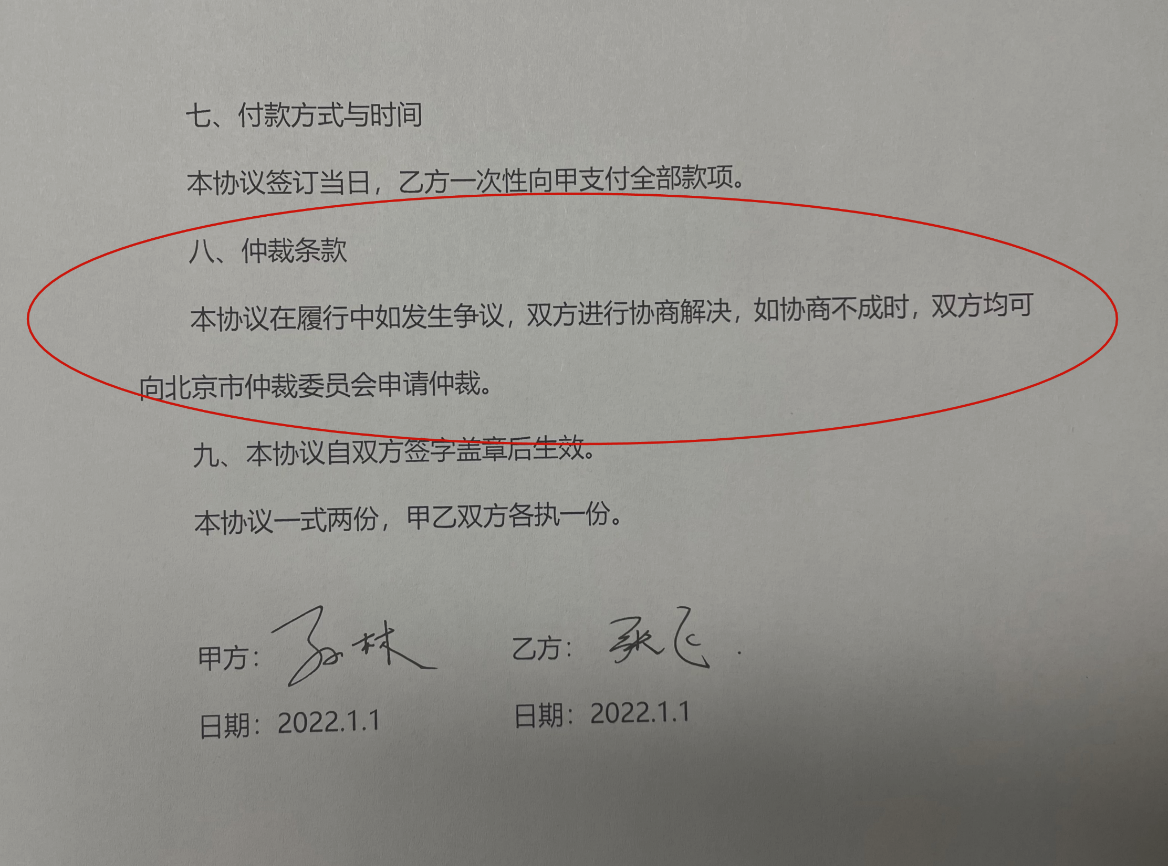 七、付款方式与时间
本协议签订当日，乙方一次性向甲支付全部款项。
八、仲裁条款
本协议在履行中如发生争议，双方进行协商解决，如协商不成时，双方均可
向北京市仲裁委员会申请仲裁。
九、本协议自双方签字盖章后生效。
本协议一式两份，甲乙双方各执一份。
甲方： 乙方：
日期：2022.1.1 日期：2022.1.1